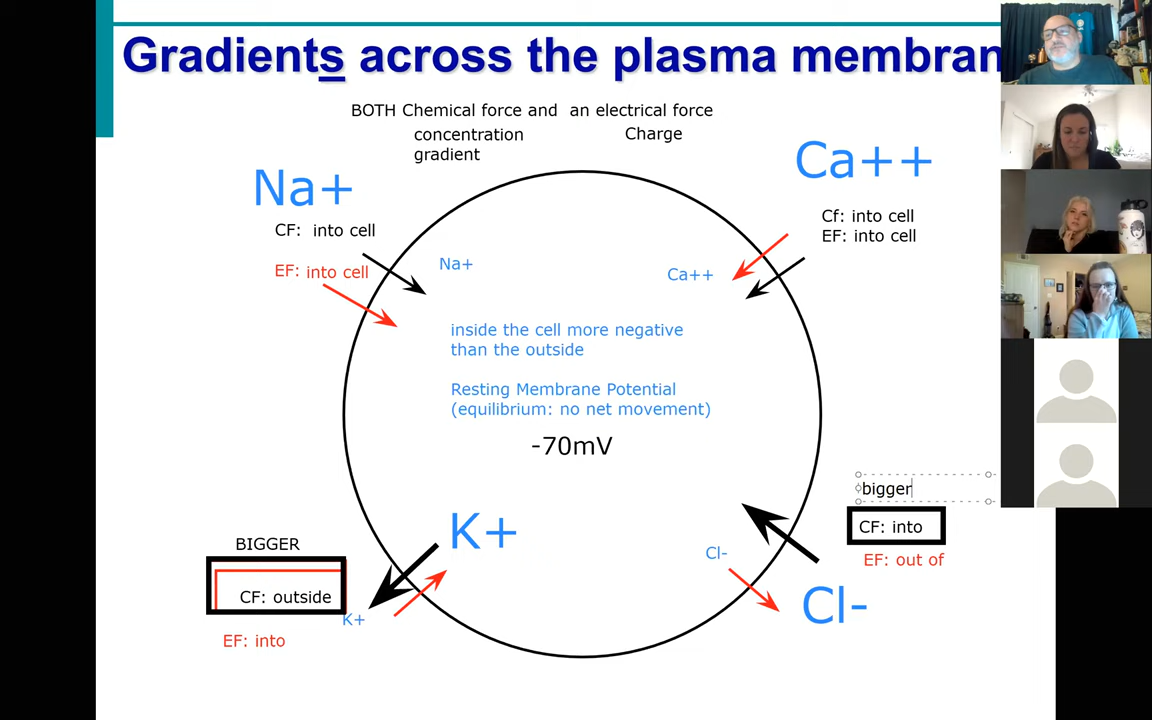 Gradients across the plasma membran
BOTH Chemical force and an electrical force
concentration
gradient
Charge
Na+
CF: into cell
EF: into cell
Na+
Ca++
Cf: into cell
EF: into cell
Ca++
inside the cell more negative
than the outside
Resting Membrane Potential
(equilibrium: no net movement)
-70mV
K+
BIGGER
CF: outside
K+
EF: into
bigger
CF: into
EF: out of
Cl-
Cl-